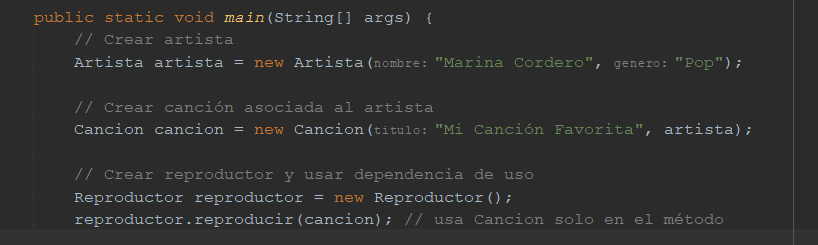 public static void main(String[] args) {
// Crear artista
Artista artista = new Artista(nombre: "Marina Cordero", genero: "Pop");
// Crear canción asociada al artista
Cancion cancion = new Cancion(titulo: "Mi Canción Favorita", artista);
// Crear reproductor y usar dependencia de uso
Reproductor reproductor = new Reproductor();
reproductor.reproducir(cancion); // usa Cancion solo en el método